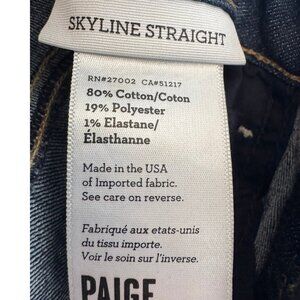 SKYLINE STRAIGHT
RN#27002 CA#51217
80% Cotton/Coton
19% Polyester
1% Elastane/
Élasthanne
Made in the USA
of Imported fabric.
See care on reverse.
Fabriqué aux etats-unis
du tissu importe.
Voir le soin sur l'inverse.
PAIGE